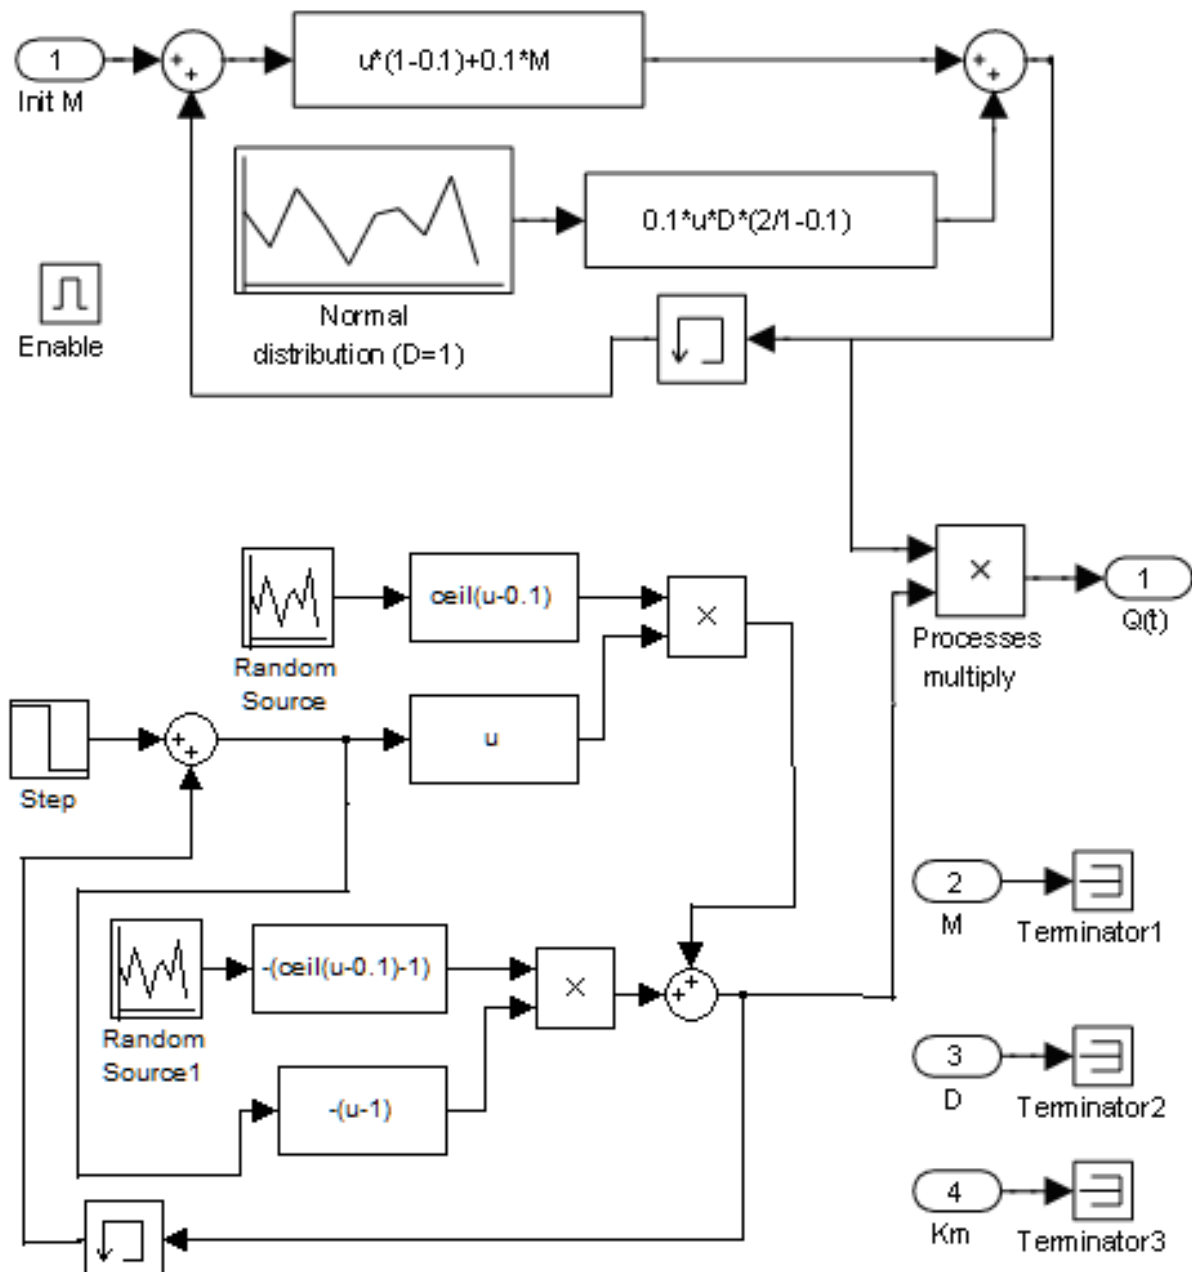 1
Init M
u*(1-0.1)+0.1*M
0.1*u*D*(2/1-0.1)
Normal
distribution (D=1)
Enable
Random
Source
ceil(u-0.1)
×
×
1
Q(t)
Processes
multiply
Step
u
2
M
Terminator1
Random
Source1
-(ceil(u-0.1)-1)
×
-(u-1)
3
D
Terminator2
4
Km
Terminator3